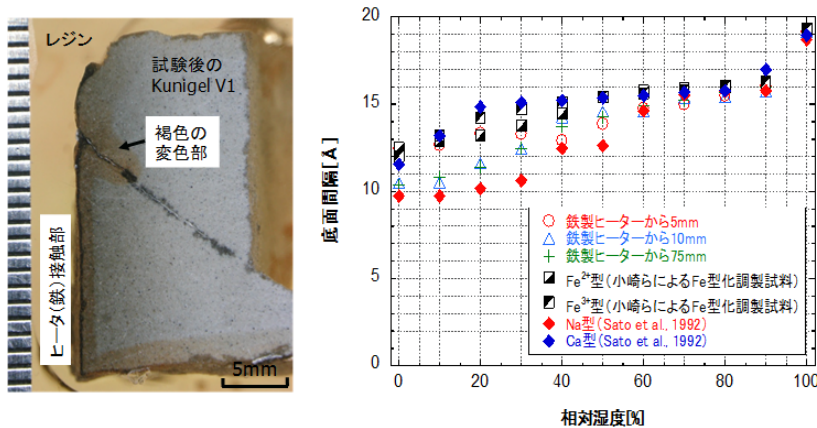 レジン
試験後の
Kunigel V1
褐色の
変色部
ヒータ(鉄)接触部
5mm
底面間隔[Å]
20
15
10
5
0
鉄製ヒーターから5mm
鉄製ヒーターから10mm
鉄製ヒーターから75mm
Fe²⁺型(小崎らによるFe型化調製試料)
Fe³⁺型(小崎らによるFe型化調製試料)
Na型(Sato et al., 1992)
Ca型(Sato et al., 1992)
0 20 40 60 80 100
相対湿度[%]